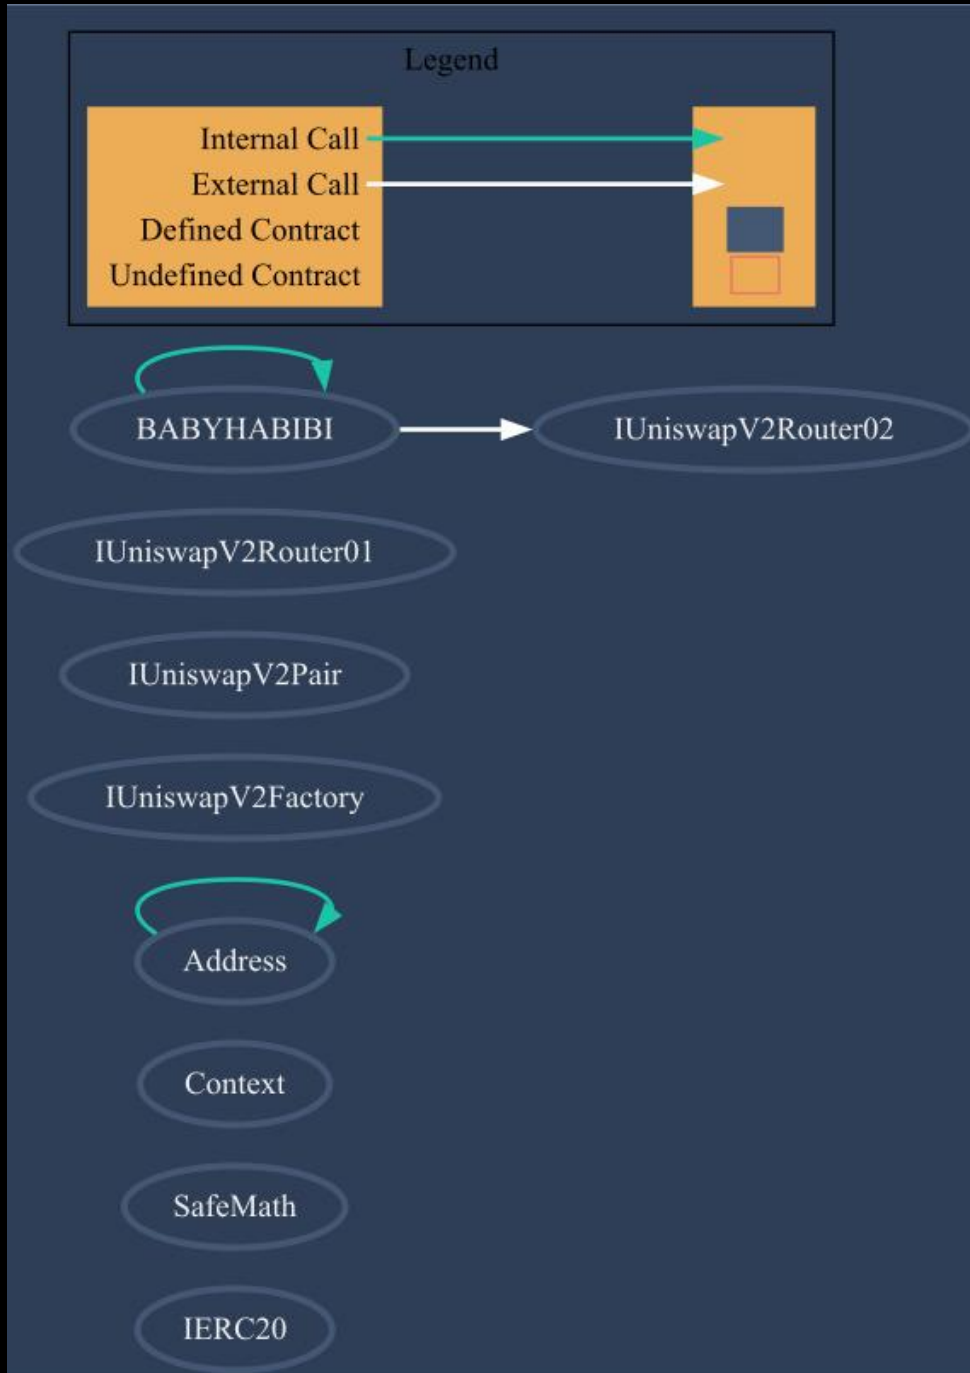 Legend
Internal Call
External Call
Defined Contract
Undefined Contract
BABYHABIBI
IUniswapV2Router02
IUniswapV2Router01
IUniswapV2Pair
IUniswapV2Factory
Address
Context
SafeMath
IERC20